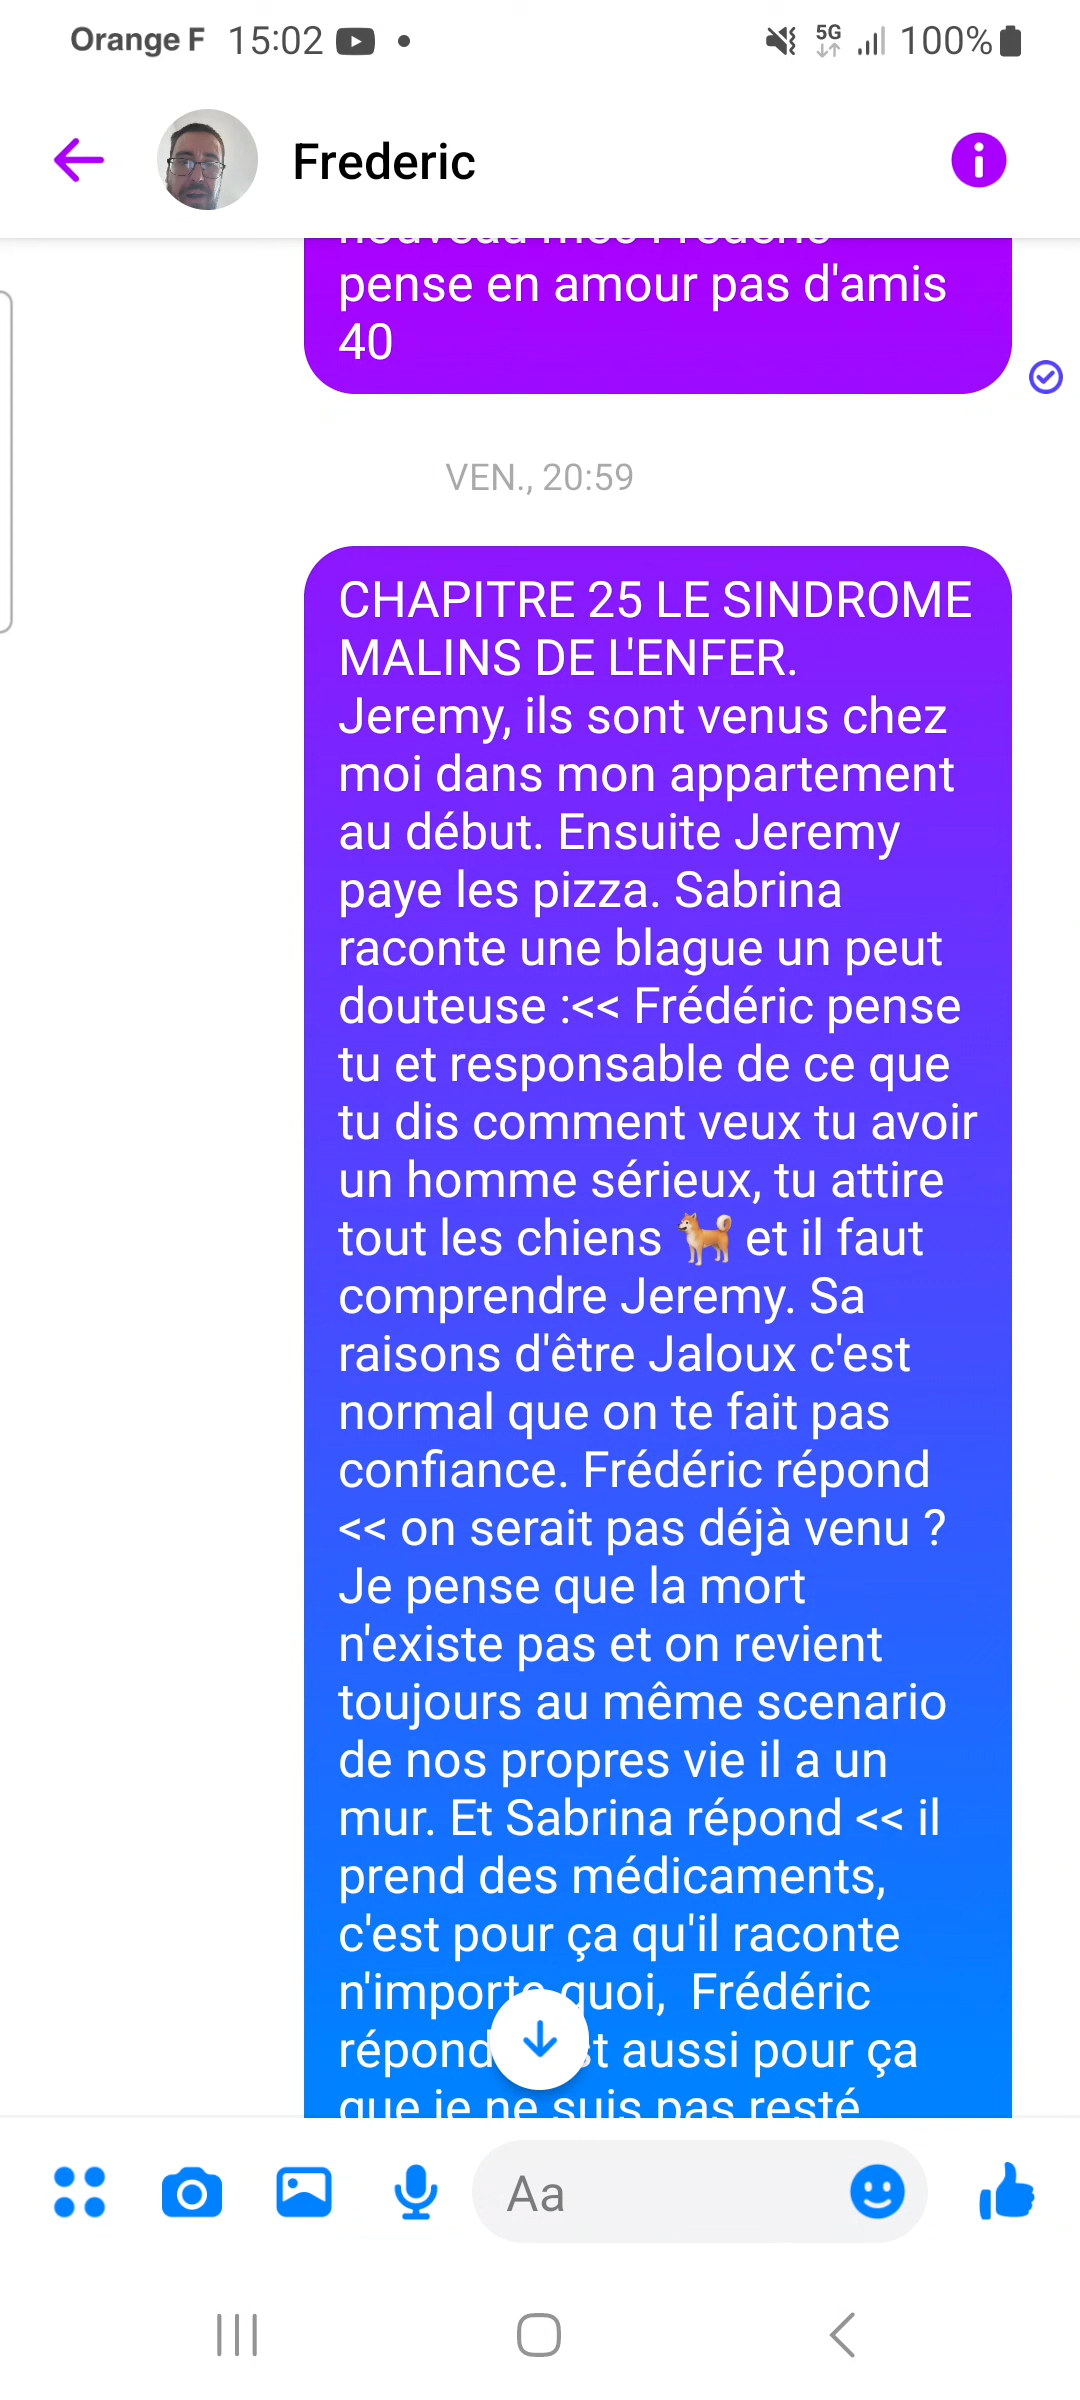 Orange F 15:02
5G 100%
Frederic
pense en amour pas d'amis
40
VEN., 20:59
CHAPITRE 25 LE SINDROME
MALINS DE L'ENFER.
Jeremy, ils sont venus chez
moi dans mon appartement
au début. Ensuite Jeremy
paye les pizza. Sabrina
raconte une blague un peut
douteuse :<< Frédéric pense
tu et responsable de ce que
tu dis comment veux tu avoir
un homme sérieux, tu attire
tout les chiens 🐕 et il faut
comprendre Jeremy. Sa
raisons d'être Jaloux c'est
normal que on te fait pas
confiance. Frédéric répond
<< on serait pas déjà venu ?
Je pense que la mort
n'existe pas et on revient
toujours au même scenario
de nos propres vie il a un
mur. Et Sabrina répond << il
prend des médicaments,
c'est pour ça qu'il raconte
n'importe quoi,  Frédéric
répond aussi pour ça
que je ne suis pas resté
Aa